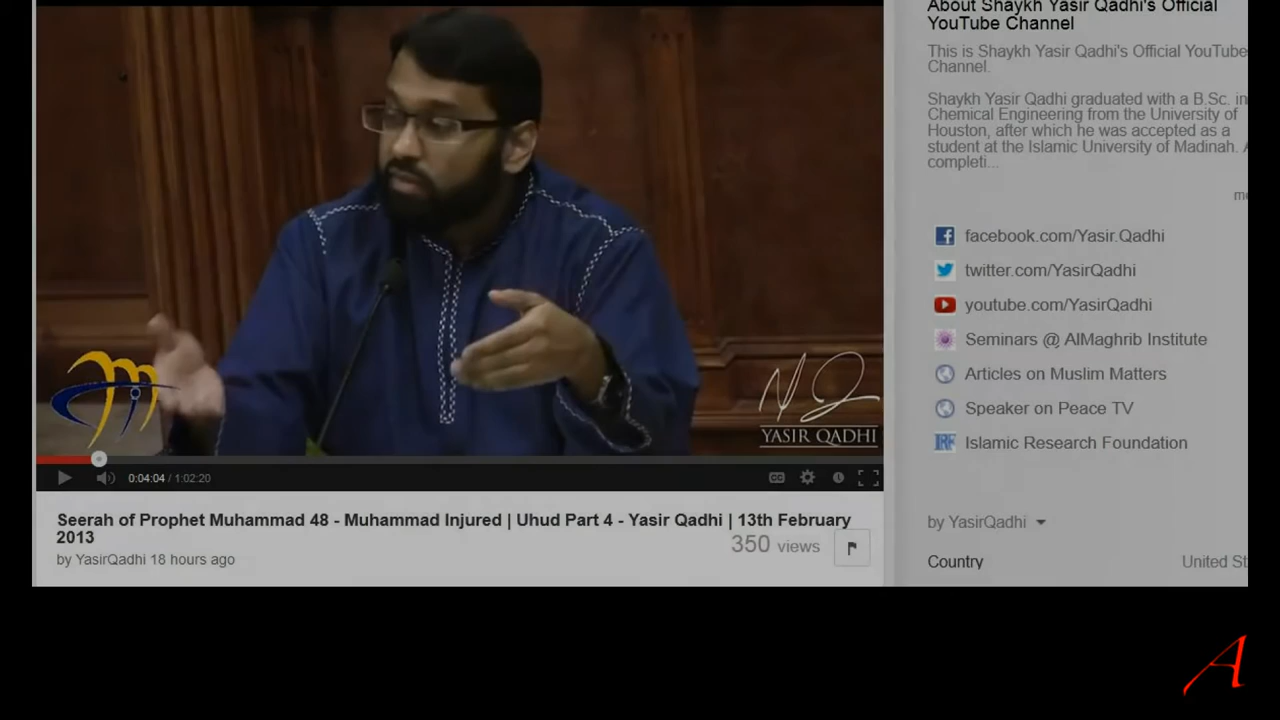 About Shaykh Yasir Qadhi's Official
YouTube Channel
This is Shaykh Yasir Qadhi's Official YouTube
Channel.
Shaykh Yasir Qadhi graduated with a B.Sc. in
Chemical Engineering from the University of
Houston, after which he was accepted as a
student at the Islamic University of Madinah. A
completi...
facebook.com/Yasir.Qadhi
twitter.com/YasirQadhi
youtube.com/YasirQadhi
Seminars @ AlMaghrib Institute
Articles on Muslim Matters
Speaker on Peace TV
IRF Islamic Research Foundation
YASIR QADHI
0:04:04 / 1:02:20
CC
Seerah of Prophet Muhammad 48 - Muhammad Injured | Uhud Part 4 - Yasir Qadhi | 13th February
2013
350 views
by YasirQadhi 18 hours ago
by YasirQadhi
Country United St
A